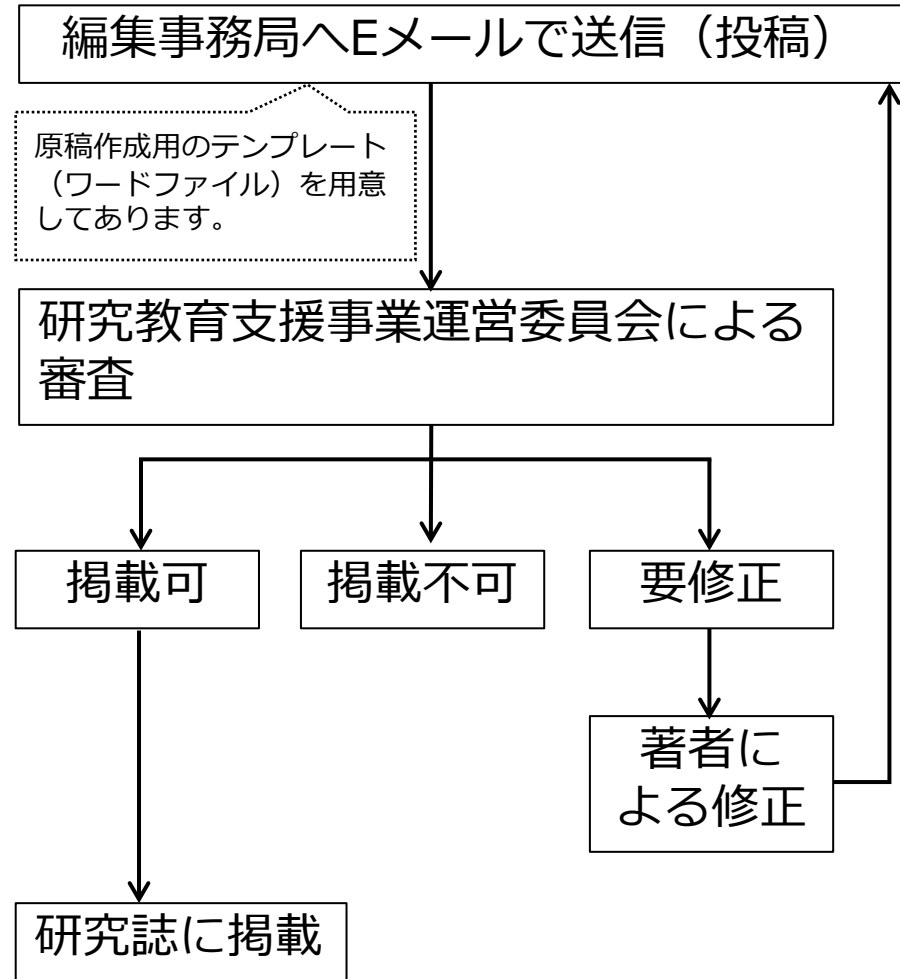 編集事務局へEメールで送信（投稿）
原稿作成用のテンプレート
（ワードファイル）を用意
してあります。
研究教育支援事業運営委員会による
審査
掲載可
掲載不可
要修正
著者に
よる修正
研究誌に掲載